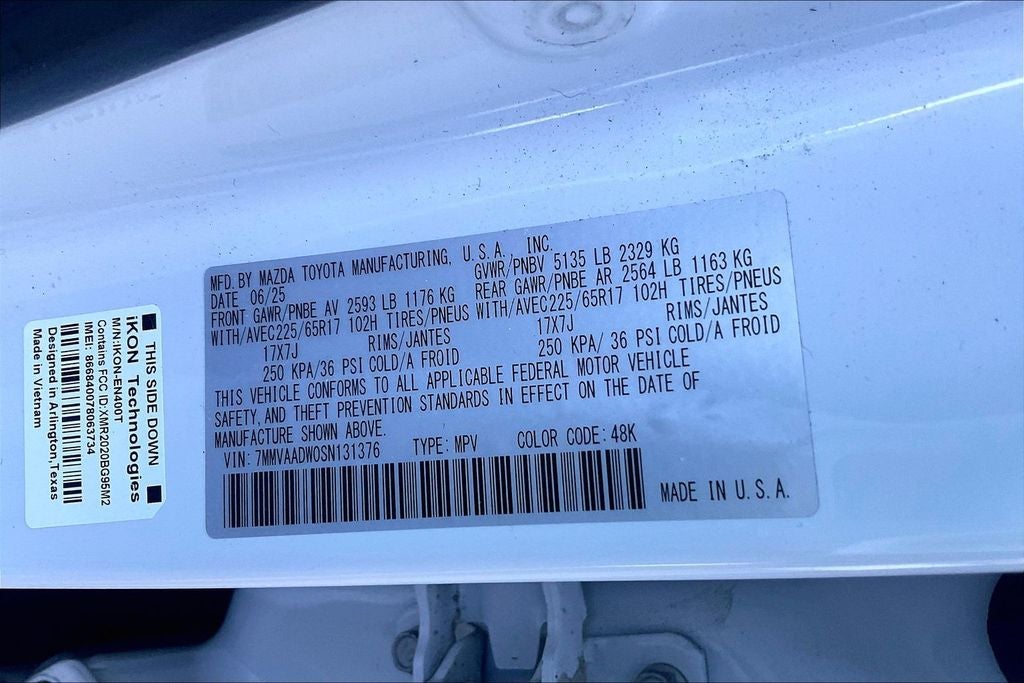 MFD. BY MAZDA TOYOTA MANUFACTURING, U.S.A. INC.
DATE 06/25 GVWR/PNBV 5135 LB 2329 KG
FRONT GAWR/PNBE AV 2593 LB 1176 KG REAR GAWR/PNBE AR 2564 LB 1163 KG
WITH/AVEC225/65R17 102H TIRES/PNEUS WITH/AVEC225/65R17 102H TIRES/PNEUS
17X7J RIMS/JANTES 17X7J RIMS/JANTES
250 KPA/36 PSI COLD/A FROID 250 KPA/ 36 PSI COLD/A FROID
THIS VEHICLE CONFORMS TO ALL APPLICABLE FEDERAL MOTOR VEHICLE
SAFETY, AND THEFT PREVENTION STANDARDS IN EFFECT ON THE DATE OF
MANUFACTURE SHOWN ABOVE.
VIN: 7MMVAADW0SN131376 TYPE: MPV COLOR CODE: 48K
MADE IN U.S.A.
THIS SIDE DOWN
iKON Technologies
M/N:IKON-EN400T
Contains FCC ID:XMR2020BG95M2
IMEI: 866840078063734
Designed in Arlington,Texas
Made in Vietnam